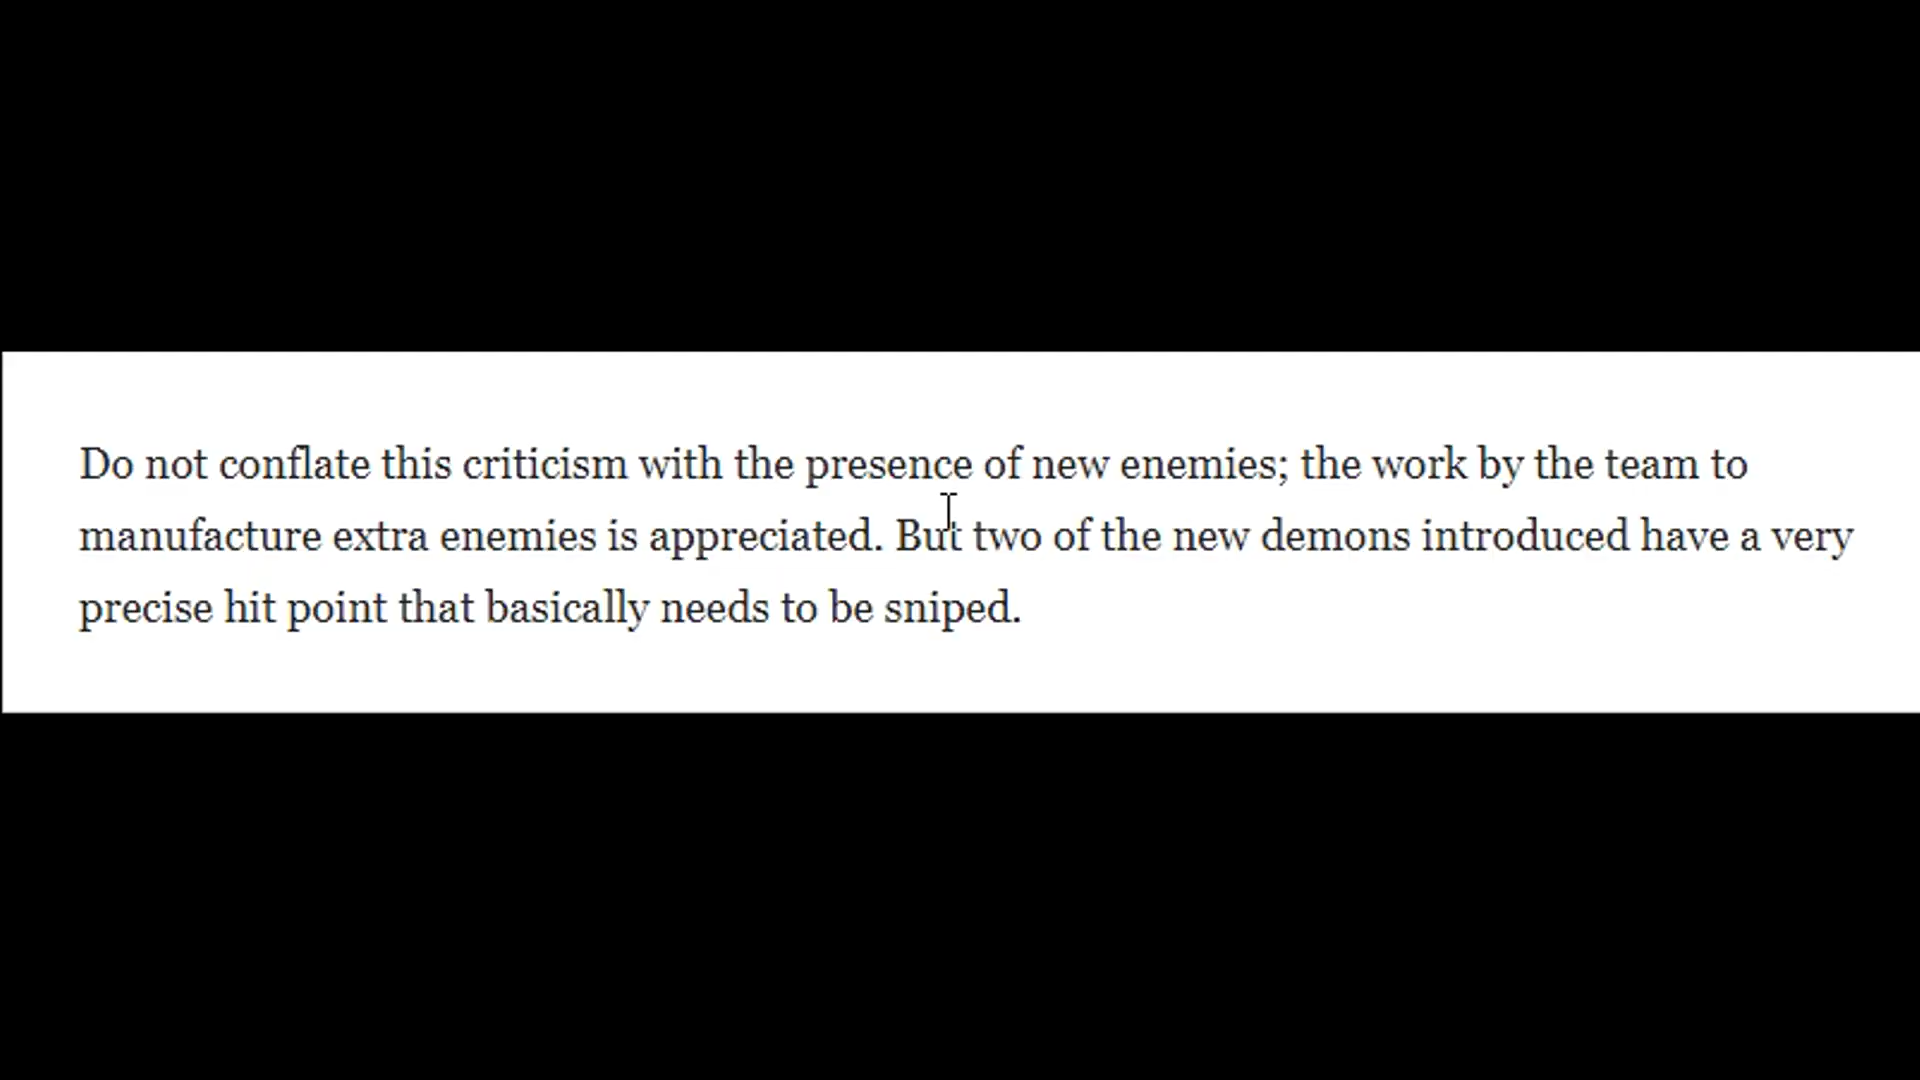 Do not conflate this criticism with the presence of new enemies; the work by the team to
manufacture extra enemies is appreciated. But two of the new demons introduced have a very
precise hit point that basically needs to be sniped.